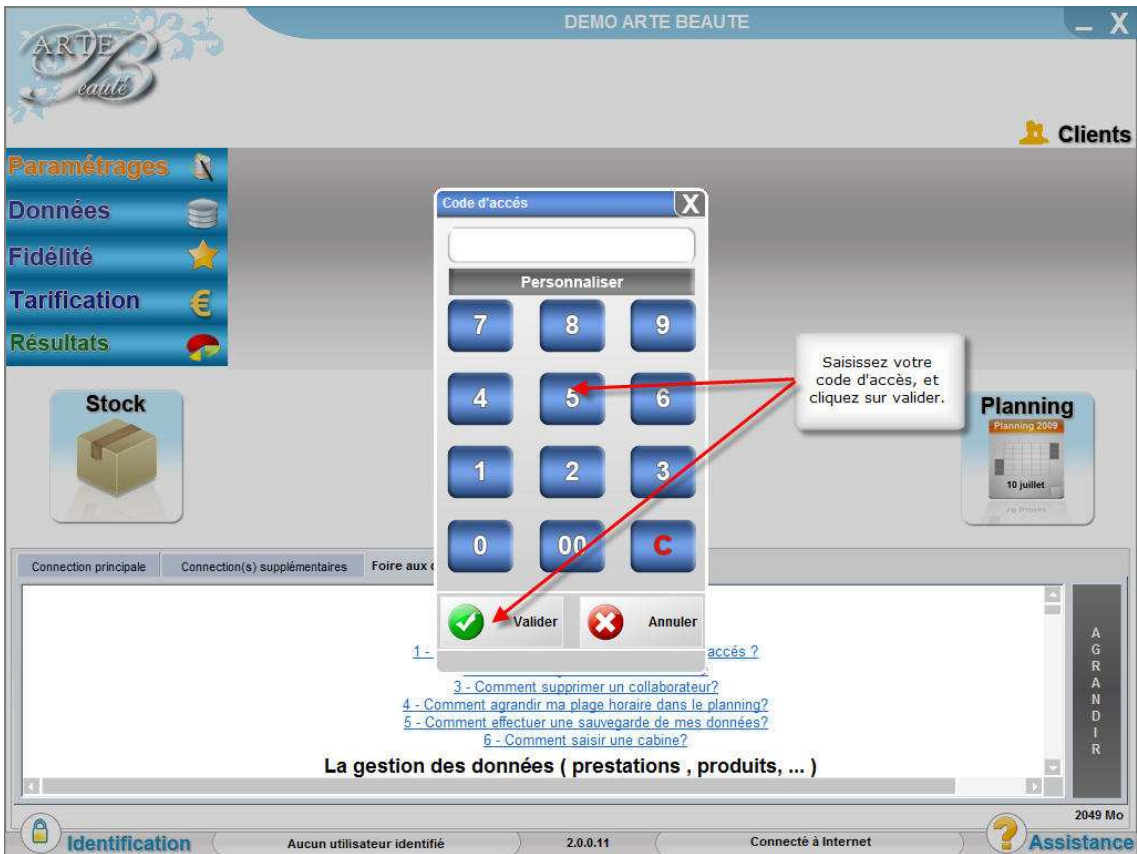 DEMO ARTE BEAUTE
_ X
ARTE
Beauté
Clients
Paramétrages
Données
Fidélité
Tarification
€
Résultats
Code d'accés
X
Personnaliser
7 8 9
4 5 6
1 2 3
0 00 C
Valider
Annuler
Saisissez votre
code d'accès, et
cliquez sur valider.
Stock
Planning
Planning 2009
10 juillet
Connection principale
Connection(s) supplémentaires
Foire aux
1 - accés ?
3 - Comment supprimer un collaborateur?
4 - Comment agrandir ma plage horaire dans le planning?
5 - Comment effectuer une sauvegarde de mes données?
6 - Comment saisir une cabine?
La gestion des données ( prestations , produits, ... )
AGRANDIR
2049 Mo
Identification
Aucun utilisateur identifié
2.0.0.11
Connecté à Internet
?
Assistance